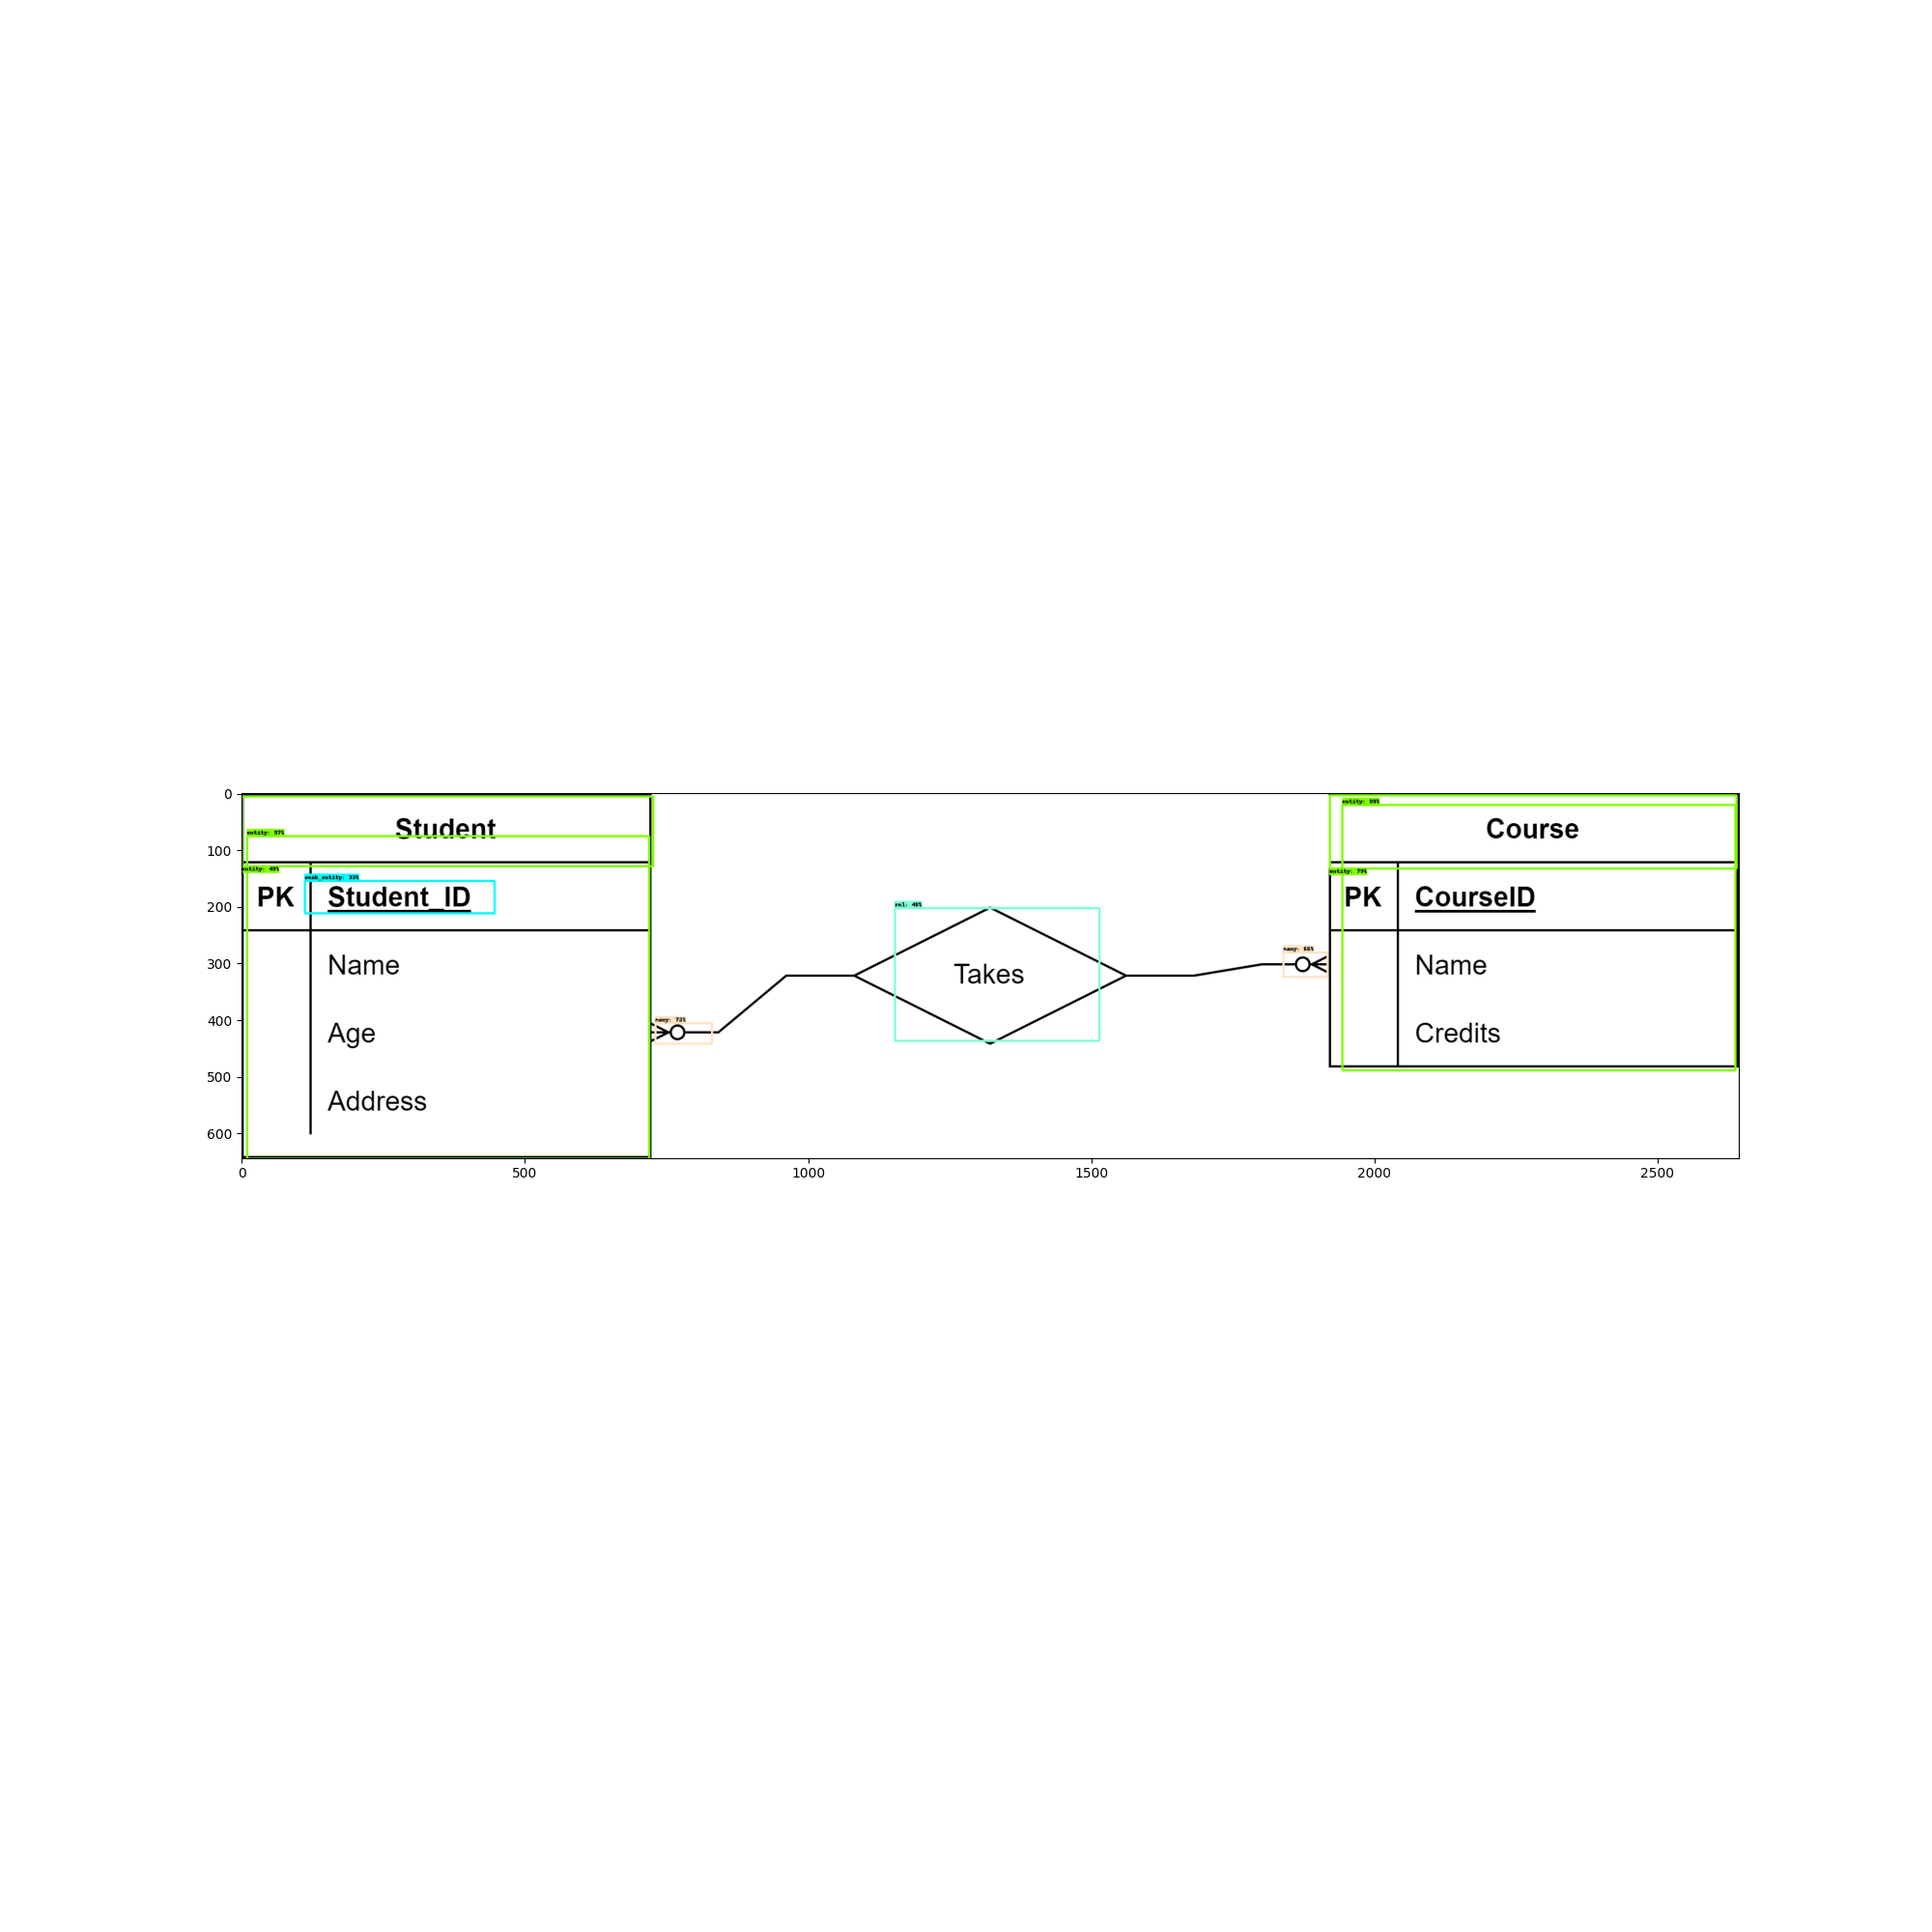 0
100
200
300
400
500
600
0 500 1000 1500 2000 2500
entity: 97%
Student
entity: 49%
weak_entity: 33%
PK Student_ID
Name
Age
Address
many: 72%
rel: 48%
Takes
many: 66%
entity: 99%
Course
entity: 79%
PK CourseID
Name
Credits